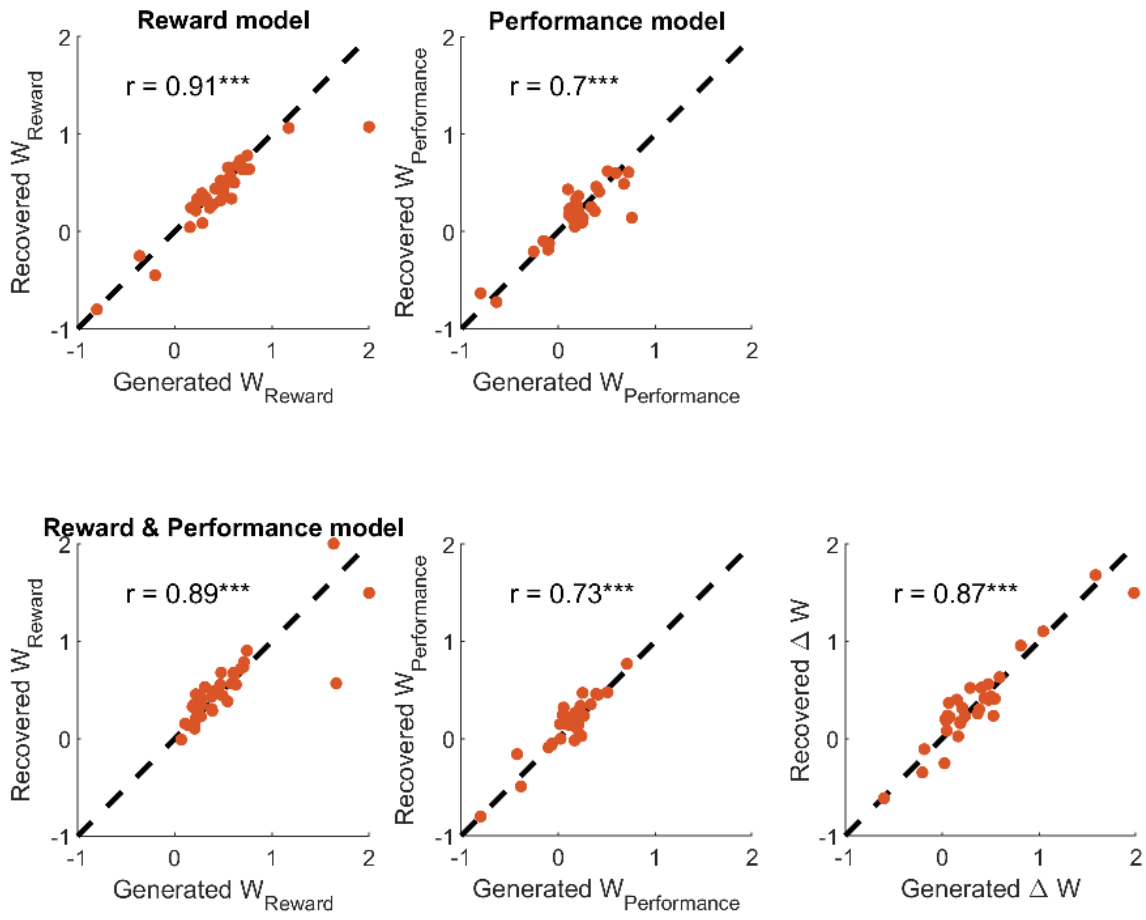 Reward model
r = 0.91***
Recovered W_Reward
2
1
0
-1
-1 0 1 2
Generated W_Reward
Performance model
r = 0.7***
Recovered W_Performance
2
1
0
-1
-1 0 1 2
Generated W_Performance
Reward & Performance model
r = 0.89***
Recovered W_Reward
2
1
0
-1
-1 0 1 2
Generated W_Reward
r = 0.73***
Recovered W_Performance
2
1
0
-1
-1 0 1 2
Generated W_Performance
r = 0.87***
Recovered Δ W
2
1
0
-1
-1 0 1 2
Generated Δ W